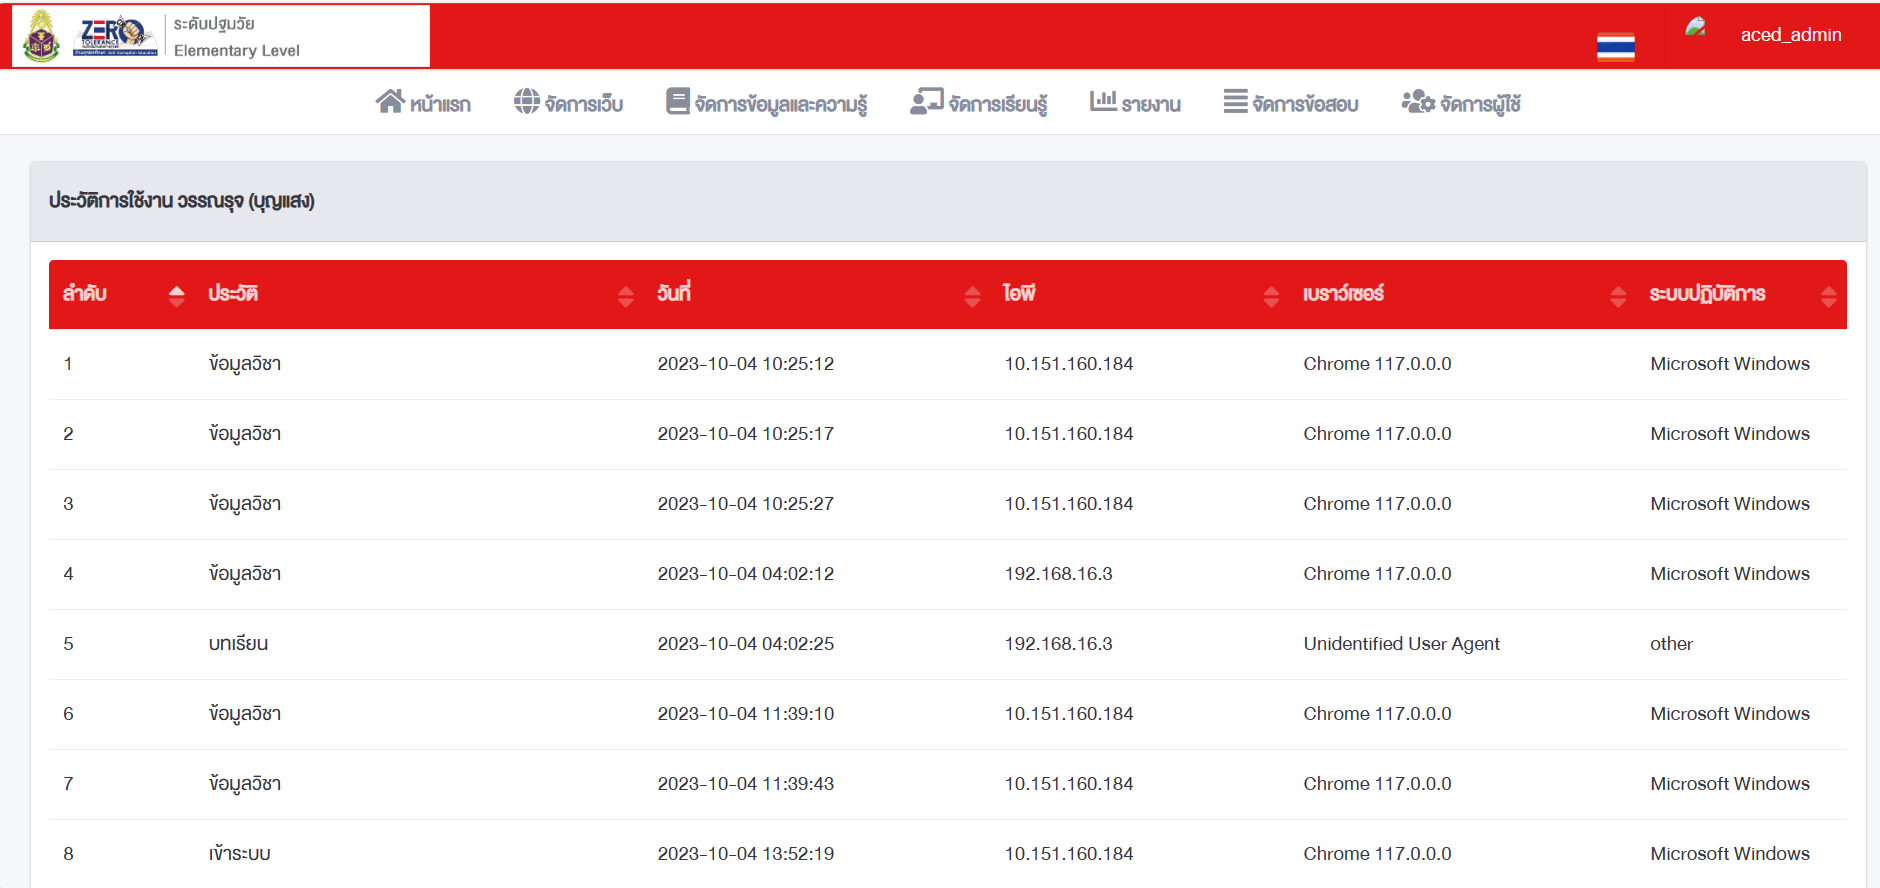 ZERO
TOLERANCE
ระดับปฐมวัย
Elementary Level
aced_admin
หน้าแรก จัดการเว็บ จัดการข้อมูลและความรู้ จัดการเรียนรู้ รายงาน จัดการข้อสอบ จัดการผู้ใช้
ประวัติการใช้งาน วรรณรุจ (บุญแสง)
ลำดับ ประวัติ วันที่ ไอพี เบราว์เซอร์ ระบบปฏิบัติการ
1 ข้อมูลวิชา 2023-10-04 10:25:12 10.151.160.184 Chrome 117.0.0.0 Microsoft Windows
2 ข้อมูลวิชา 2023-10-04 10:25:17 10.151.160.184 Chrome 117.0.0.0 Microsoft Windows
3 ข้อมูลวิชา 2023-10-04 10:25:27 10.151.160.184 Chrome 117.0.0.0 Microsoft Windows
4 ข้อมูลวิชา 2023-10-04 04:02:12 192.168.16.3 Chrome 117.0.0.0 Microsoft Windows
5 บทเรียน 2023-10-04 04:02:25 192.168.16.3 Unidentified User Agent other
6 ข้อมูลวิชา 2023-10-04 11:39:10 10.151.160.184 Chrome 117.0.0.0 Microsoft Windows
7 ข้อมูลวิชา 2023-10-04 11:39:43 10.151.160.184 Chrome 117.0.0.0 Microsoft Windows
8 เข้าระบบ 2023-10-04 13:52:19 10.151.160.184 Chrome 117.0.0.0 Microsoft Windows